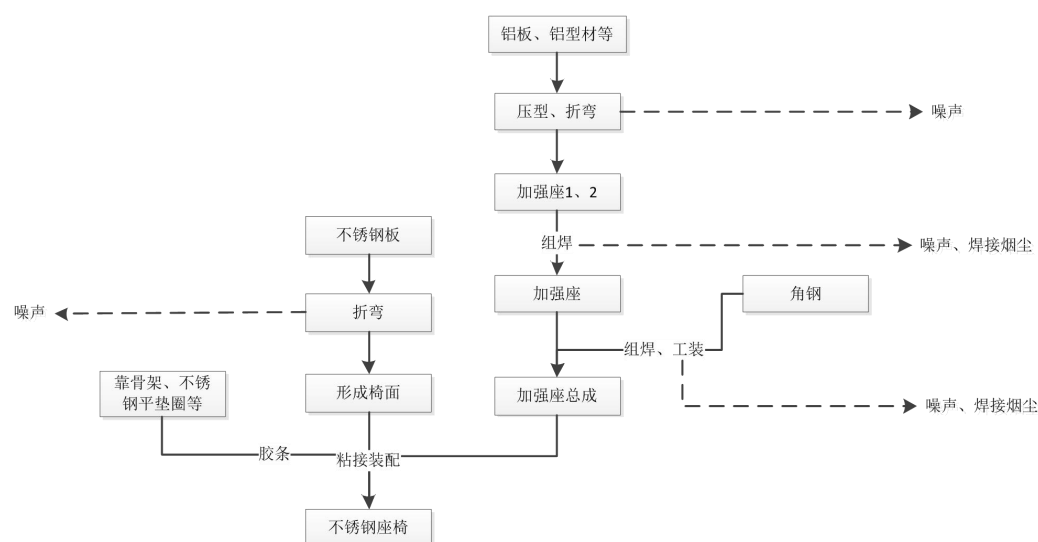 铝板、铝型材等
压型、折弯
噪声
加强座1、2
不锈钢板
组焊
噪声、焊接烟尘
加强座
角钢
噪声
折弯
组焊、工装
靠骨架、不锈
钢平垫圈等
形成椅面
加强座总成
噪声、焊接烟尘
胶条
粘接装配
不锈钢座椅